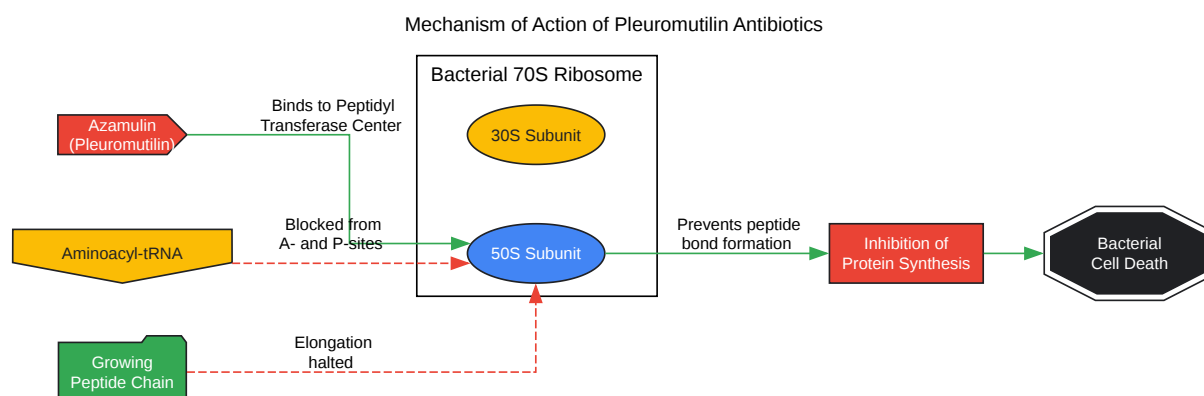 Mechanism of Action of Pleuromutilin Antibiotics
Bacterial 70S Ribosome
Azamulin
(Pleuromutilin)
Binds to Peptidyl
Transferase Center
30S Subunit
Aminoacyl-tRNA
Blocked from
A- and P-sites
50S Subunit
Prevents peptide
bond formation
Inhibition of
Protein Synthesis
Bacterial
Cell Death
Growing
Peptide Chain
Elongation
halted